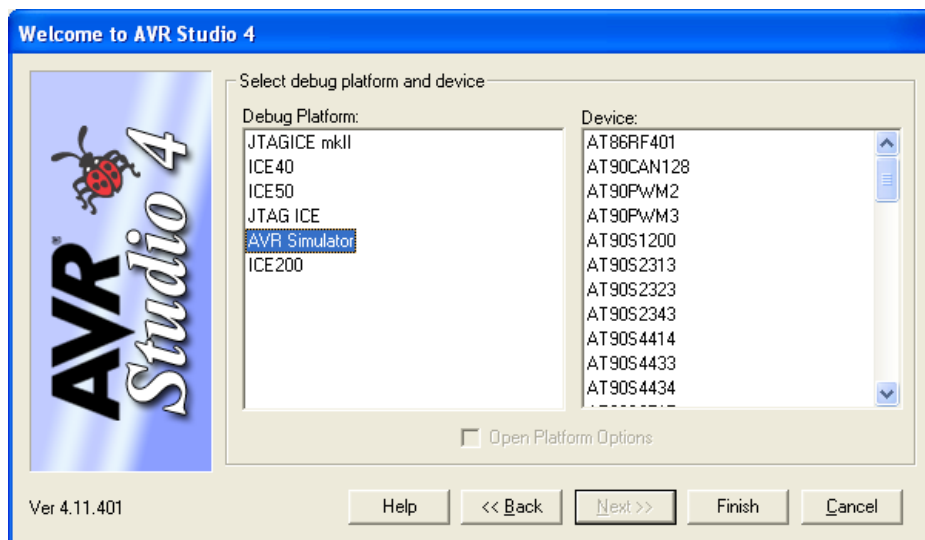 Welcome to AVR Studio 4
AVR Studio 4
Select debug platform and device
Debug Platform:
JTAGICE mkII
ICE40
ICE50
JTAG ICE
AVR Simulator
ICE200
Device:
AT86RF401
AT90CAN128
AT90PWM2
AT90PWM3
AT90S1200
AT90S2313
AT90S2323
AT90S2343
AT90S4414
AT90S4433
AT90S4434
Open Platform Options
Ver 4.11.401
Help
<< Back
Next >>
Finish
Cancel